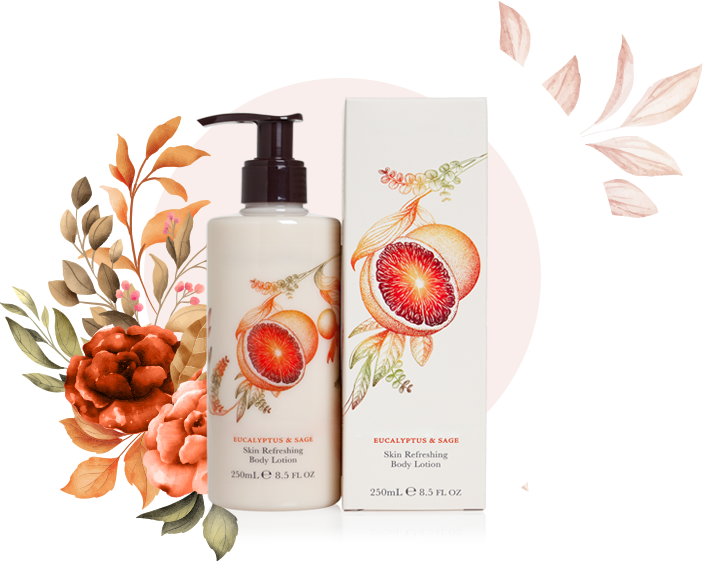 EUCALYPTUS & SAGE
Skin Refreshing
Body Lotion
250mL ℮ 8.5 FL OZ
EUCALYPTUS & SAGE
Skin Refreshing
Body Lotion
250mL ℮ 8.5 FL OZ